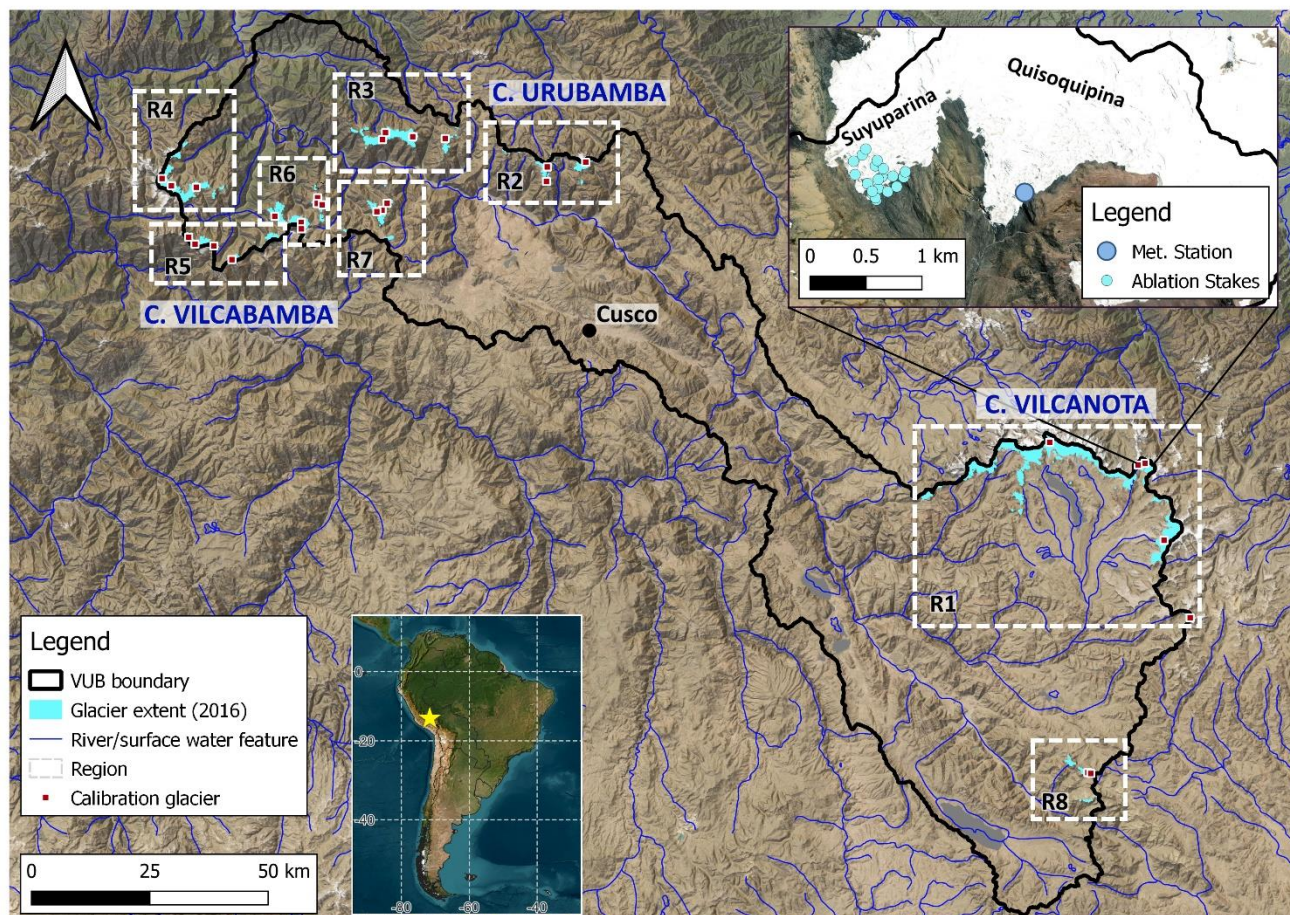 R3
C. URUBAMBA
R4
R2
R6
R7
R5
C. VILCABAMBA
Cusco
Quisoquipina
Suyuparina
Legend
Met. Station
Ablation Stakes
0 0.5 1 km
C. VILCANOTA
R1
R8
Legend
VUB boundary
Glacier extent (2016)
River/surface water feature
Region
Calibration glacier
0 25 50 km
0
-20
-40
-80 -60 -40